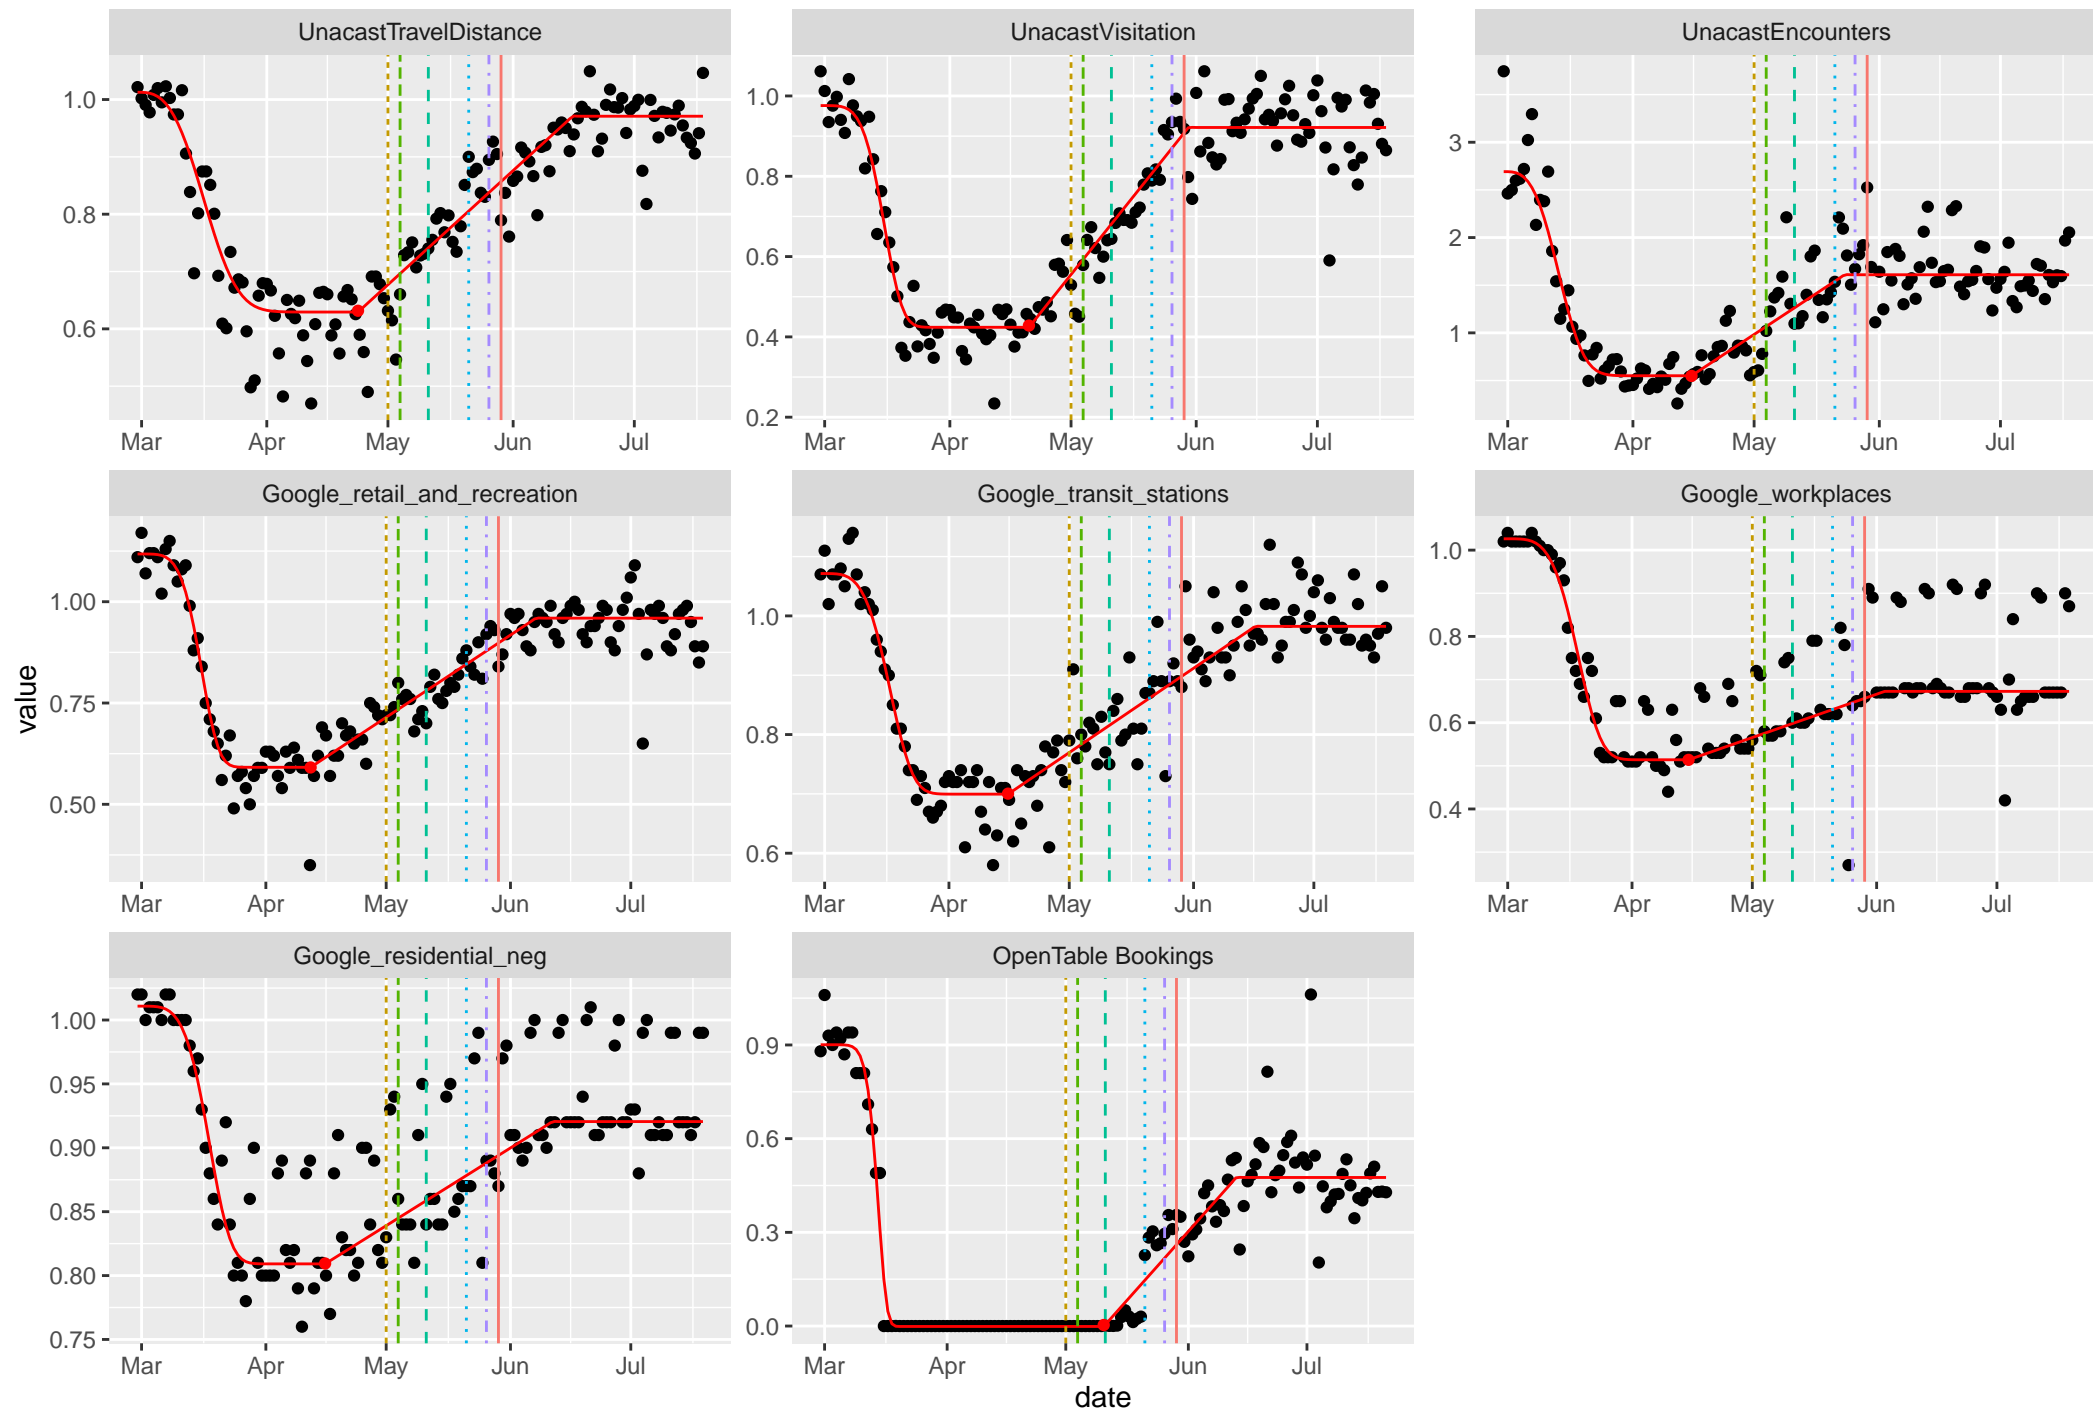 UnacastTravelDistance
UnacastVisitation
UnacastEncounters
1.0
0.8
0.6
Mar Apr May Jun Jul
1.0
0.8
0.6
0.4
0.2
Mar Apr May Jun Jul
3
2
1
Mar Apr May Jun Jul
Google_retail_and_recreation
Google_transit_stations
Google_workplaces
value
1.00
0.75
0.50
Mar Apr May Jun Jul
1.0
0.8
0.6
Mar Apr May Jun Jul
1.0
0.8
0.6
0.4
Mar Apr May Jun Jul
Google_residential_neg
OpenTable Bookings
1.00
0.95
0.90
0.85
0.80
0.75
Mar Apr May Jun Jul
0.9
0.6
0.3
0.0
Mar Apr May Jun Jul
date